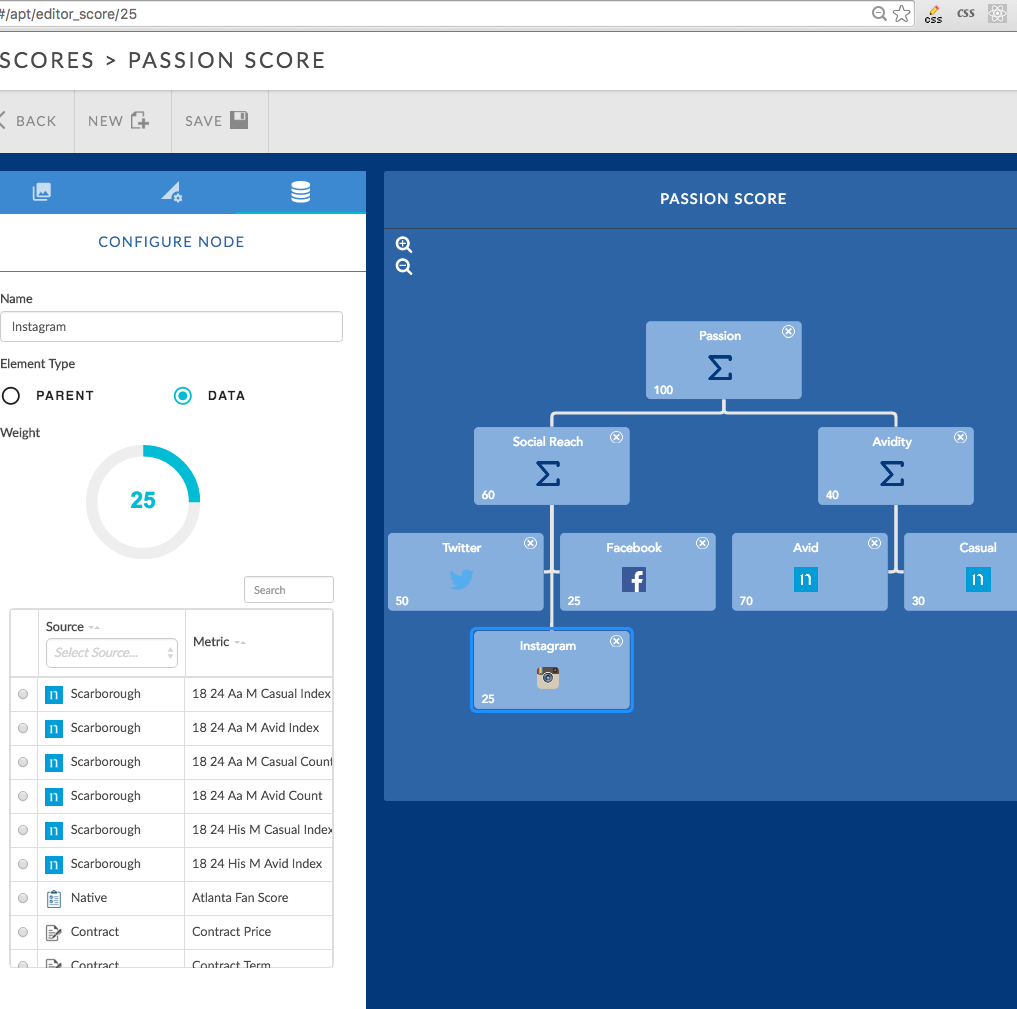 #/apt/editor_score/25
css
css
SCORES > PASSION SCORE
BACK
NEW
SAVE
CONFIGURE NODE
Name
Instagram
Element Type
PARENT
DATA
Weight
25
Search
Source
Select Source...
Metric
n Scarborough 18 24 Aa M Casual Index
n Scarborough 18 24 Aa M Avid Index
n Scarborough 18 24 Aa M Casual Count
n Scarborough 18 24 Aa M Avid Count
n Scarborough 18 24 His M Casual Index
n Scarborough 18 24 His M Avid Index
Native Atlanta Fan Score
Contract Contract Price
Contract Contract Term
PASSION SCORE
Passion
Σ
100
Social Reach
Σ
60
Avidity
Σ
40
Twitter
50
Facebook
f
25
Avid
n
70
Casual
n
30
Instagram
25